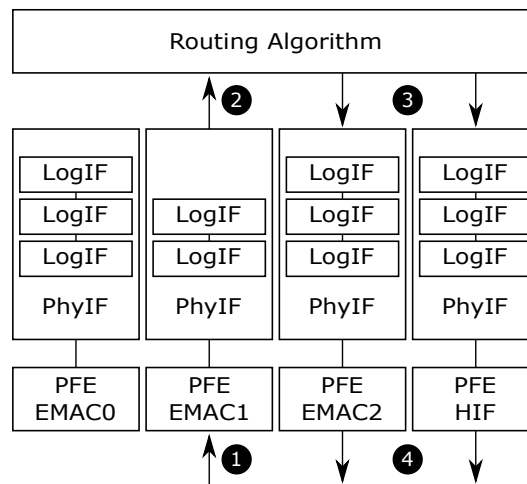 Routing Algorithm
2 3
LogIF LogIF LogIF
LogIF LogIF LogIF LogIF
LogIF LogIF LogIF LogIF
PhyIF PhyIF PhyIF PhyIF
PFE PFE PFE PFE
EMAC0 EMAC1 EMAC2 HIF
1 4